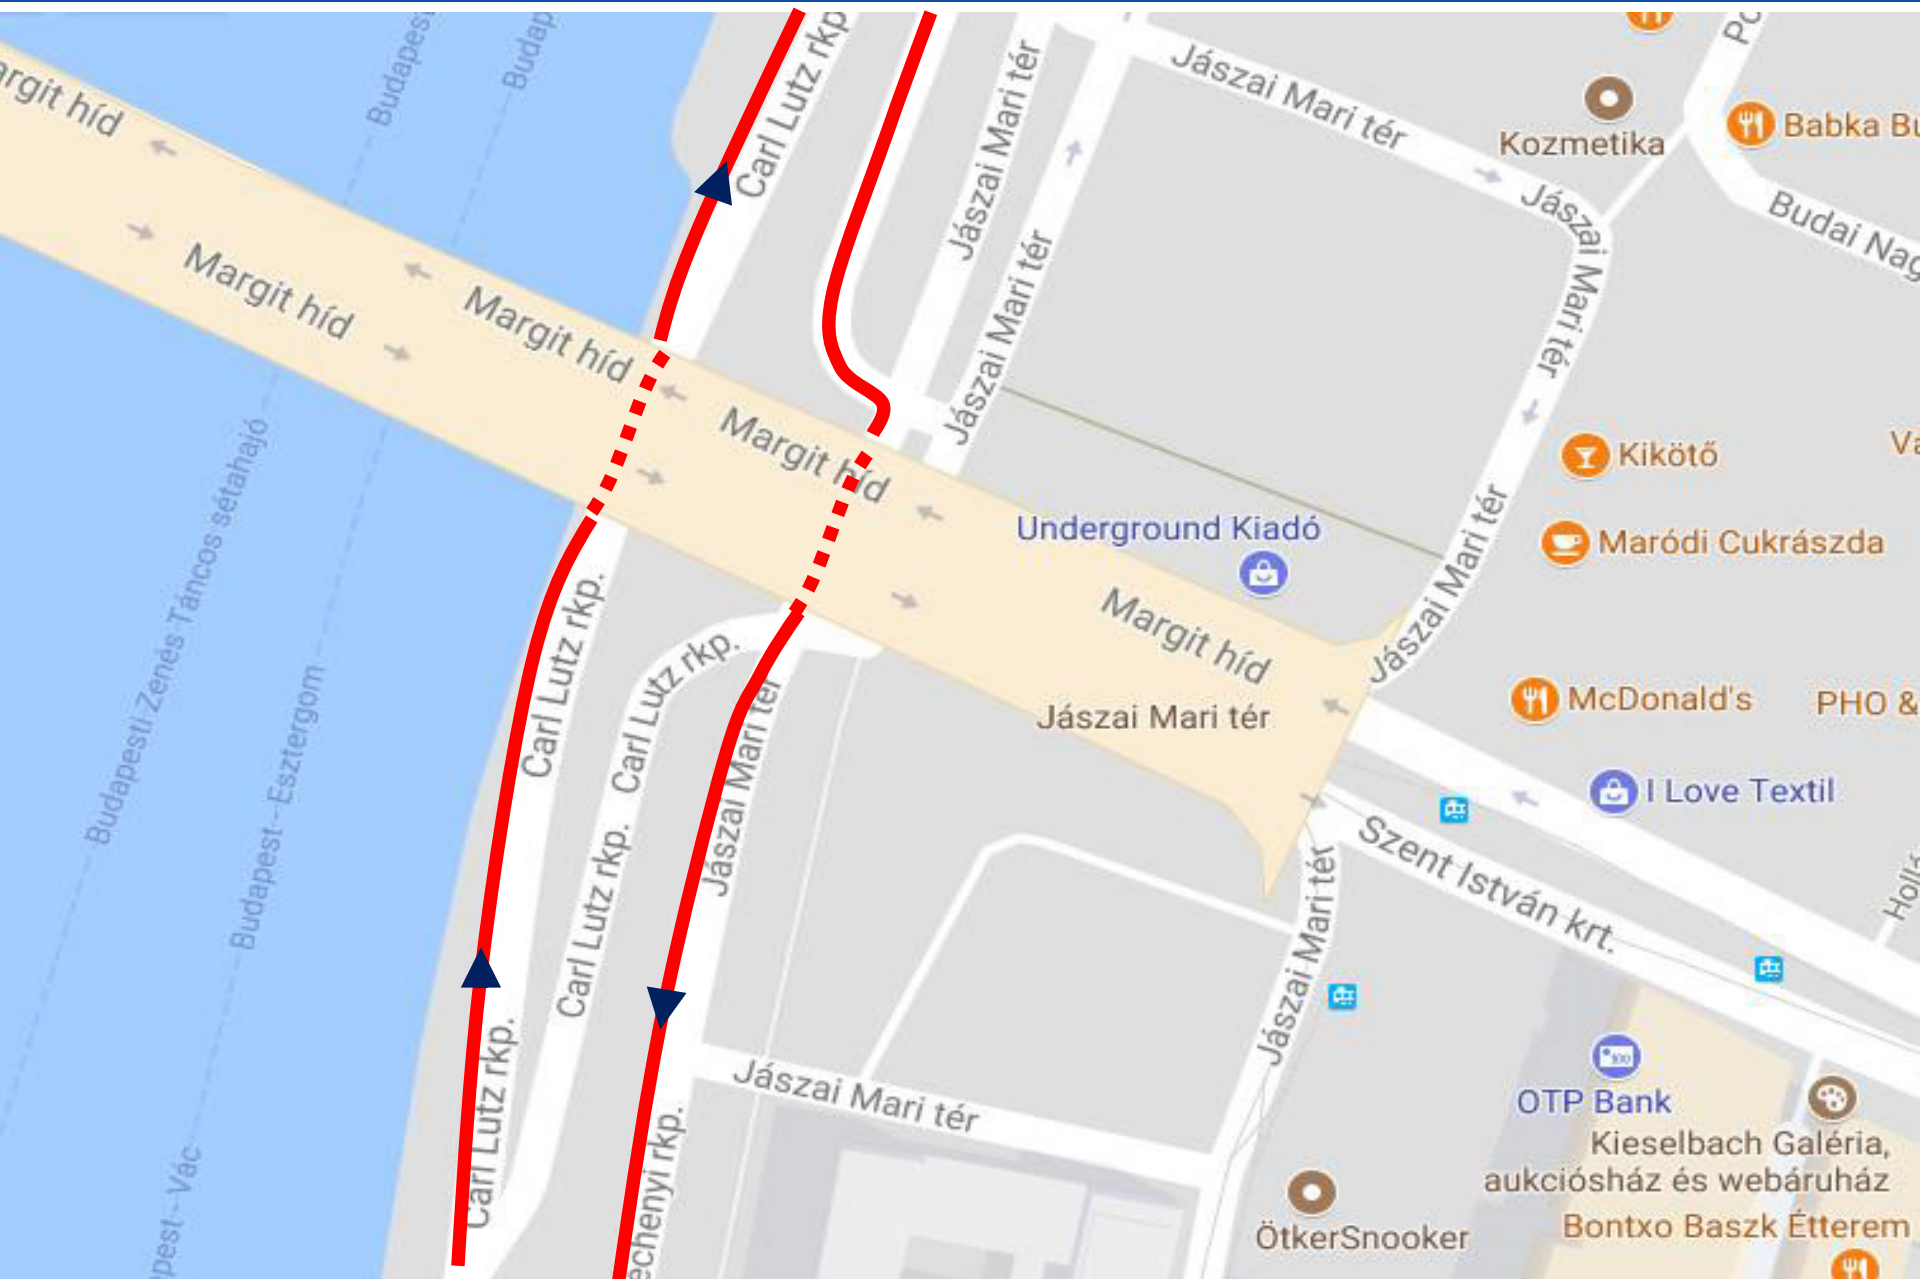 Margit híd
Budapest
Carl Lutz rkp.
Jászai Mari tér
Jászai Mari tér
Kozmetika
Babka
Jászai Mari tér
Margit híd
Margit híd
Jászai Mari tér
Jászai Mari tér
Margit híd
Kikötő
Budapesti Zenés Táncos sétahajó
Underground Kiadó
Maródi Cukrászda
Jászai Mari tér
Carl Lutz rkp.
Carl Lutz rkp.
Margit híd
McDonald's
PHO &
Jászai Mari tér
Jászai Mari tér
I Love Textil
Budapest - Esztergom
Carl Lutz rkp.
Szent István krt.
Jászai Mari tér
Carl Lutz rkp.
OTP Bank
Jászai Mari tér
Kieselbach Galéria,
aukciósház és webáruház
Bontxo Baszk Étterem
ÖtkerSnooker